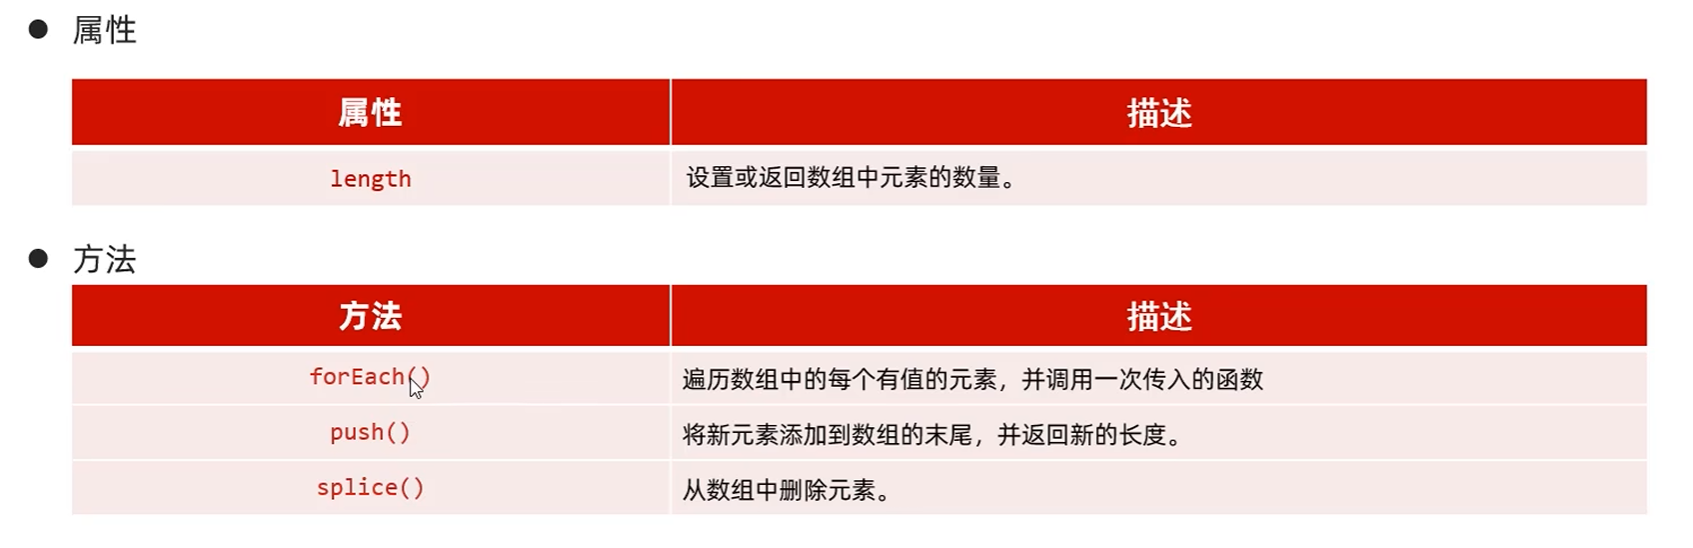 属性
属性 描述
length 设置或返回数组中元素的数量。
方法
方法 描述
forEach() 遍历数组中的每个有值的元素，并调用一次传入的函数
push() 将新元素添加到数组的末尾，并返回新的长度。
splice() 从数组中删除元素。